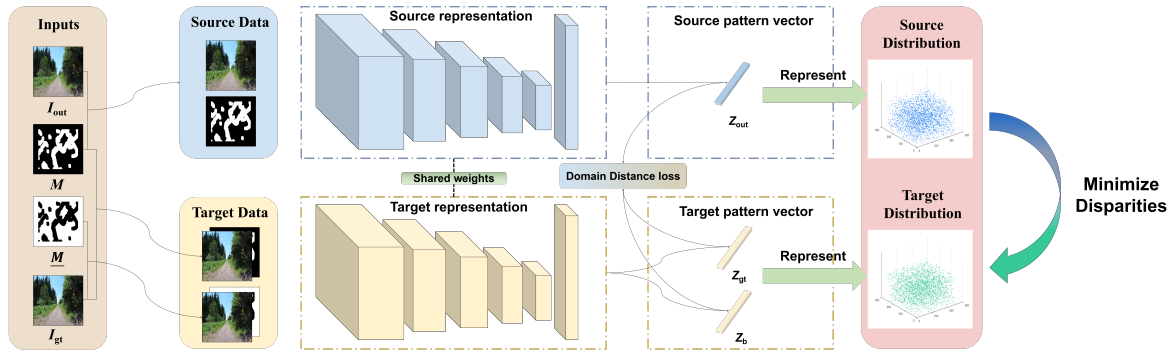 Inputs
I_out
M
M
I_gt
Source Data
Target Data
Source representation
Shared weights
Target representation
Source pattern vector
Z_out
Domain Distance loss
Target pattern vector
Z_gt
Z_b
Represent
Represent
Source
Distribution
Target
Distribution
Minimize
Disparities